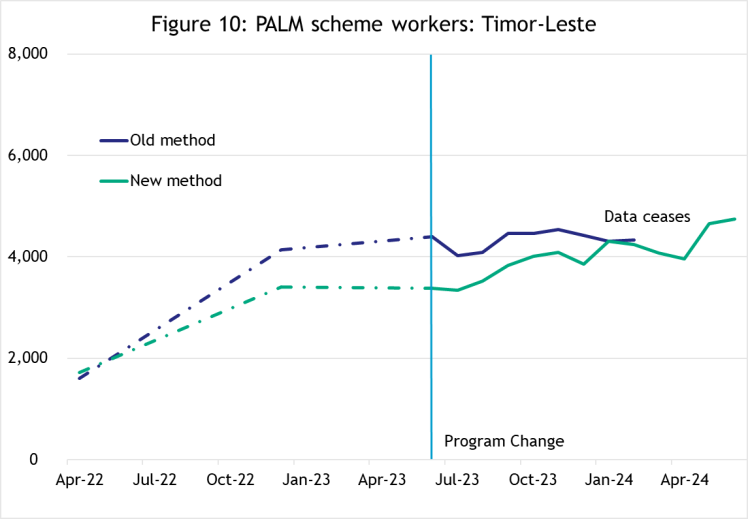 Figure 10: PALM scheme workers: Timor-Leste
8,000
Old method
6,000
New method
Data ceases
4,000
2,000
Program Change
0
Apr-22 Jul-22 Oct-22 Jan-23 Apr-23 Jul-23 Oct-23 Jan-24 Apr-24